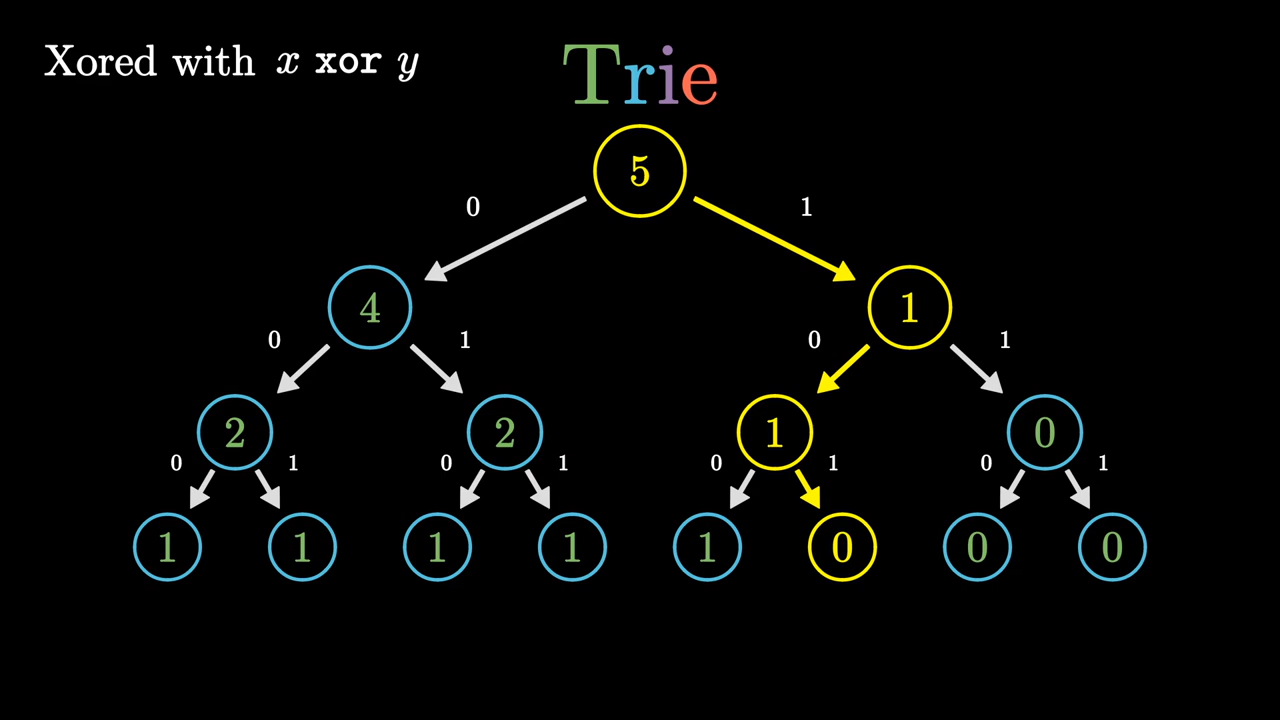 Xored with x xor y
Trie
5
0 1
4 1
0 1 0 1
2 2 1 0
0 1 0 1 0 1 0 1
1 1 1 1 1 0 0 0